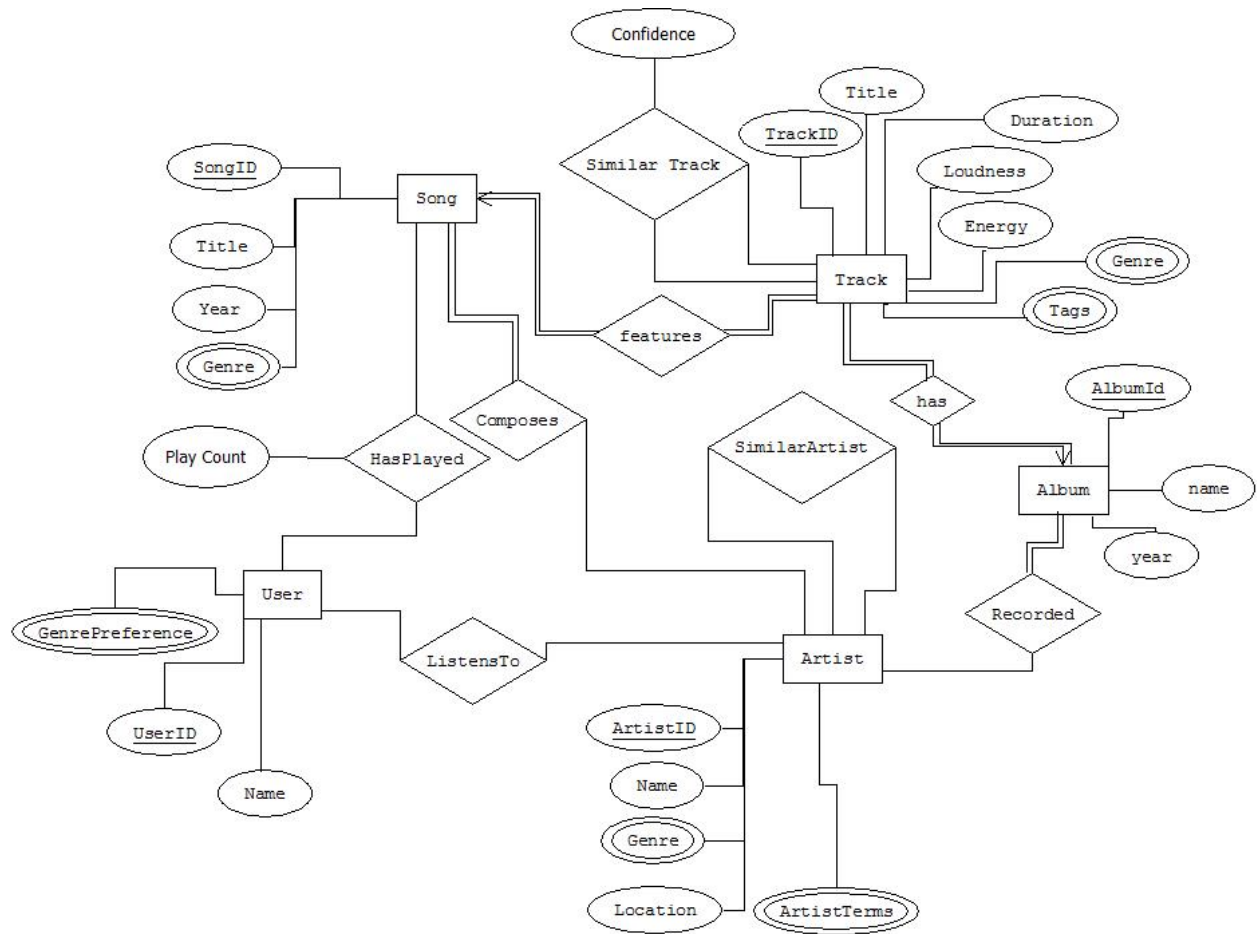 Confidence
Title
TrackID
Duration
SongID
Similar Track
Loudness
Song
Energy
Title
Track
Genre
Year
Tags
features
Genre
AlbumId
has
Composes
SimilarArtist
Play Count
HasPlayed
Album
name
year
User
Recorded
GenrePreference
ListensTo
Artist
UserID
ArtistID
Name
Name
Genre
Location
ArtistTerms